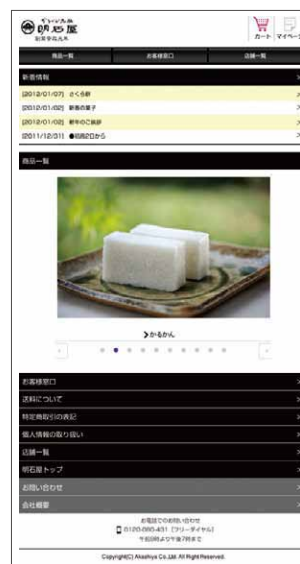 明石屋
カート
マイページ
商品一覧
お客様窓口
店舗一覧
新着情報
[2012/01/07] さくら餅
[2012/01/02] 新春の菓子
[2012/01/02] 新年のご挨拶
[2011/12/31] ●初商2日から
商品一覧
かるかん
お客様窓口
送料について
特定商取引の表記
個人情報の取り扱い
店舗一覧
明石屋トップ
お問い合わせ
会社概要
お電話でのお問い合わせ
0120-080-431 (フリーダイヤル)
午前9時より午後7時まで
Copyright(C) Akashiya Co.,Ltd. All Right Reserved.